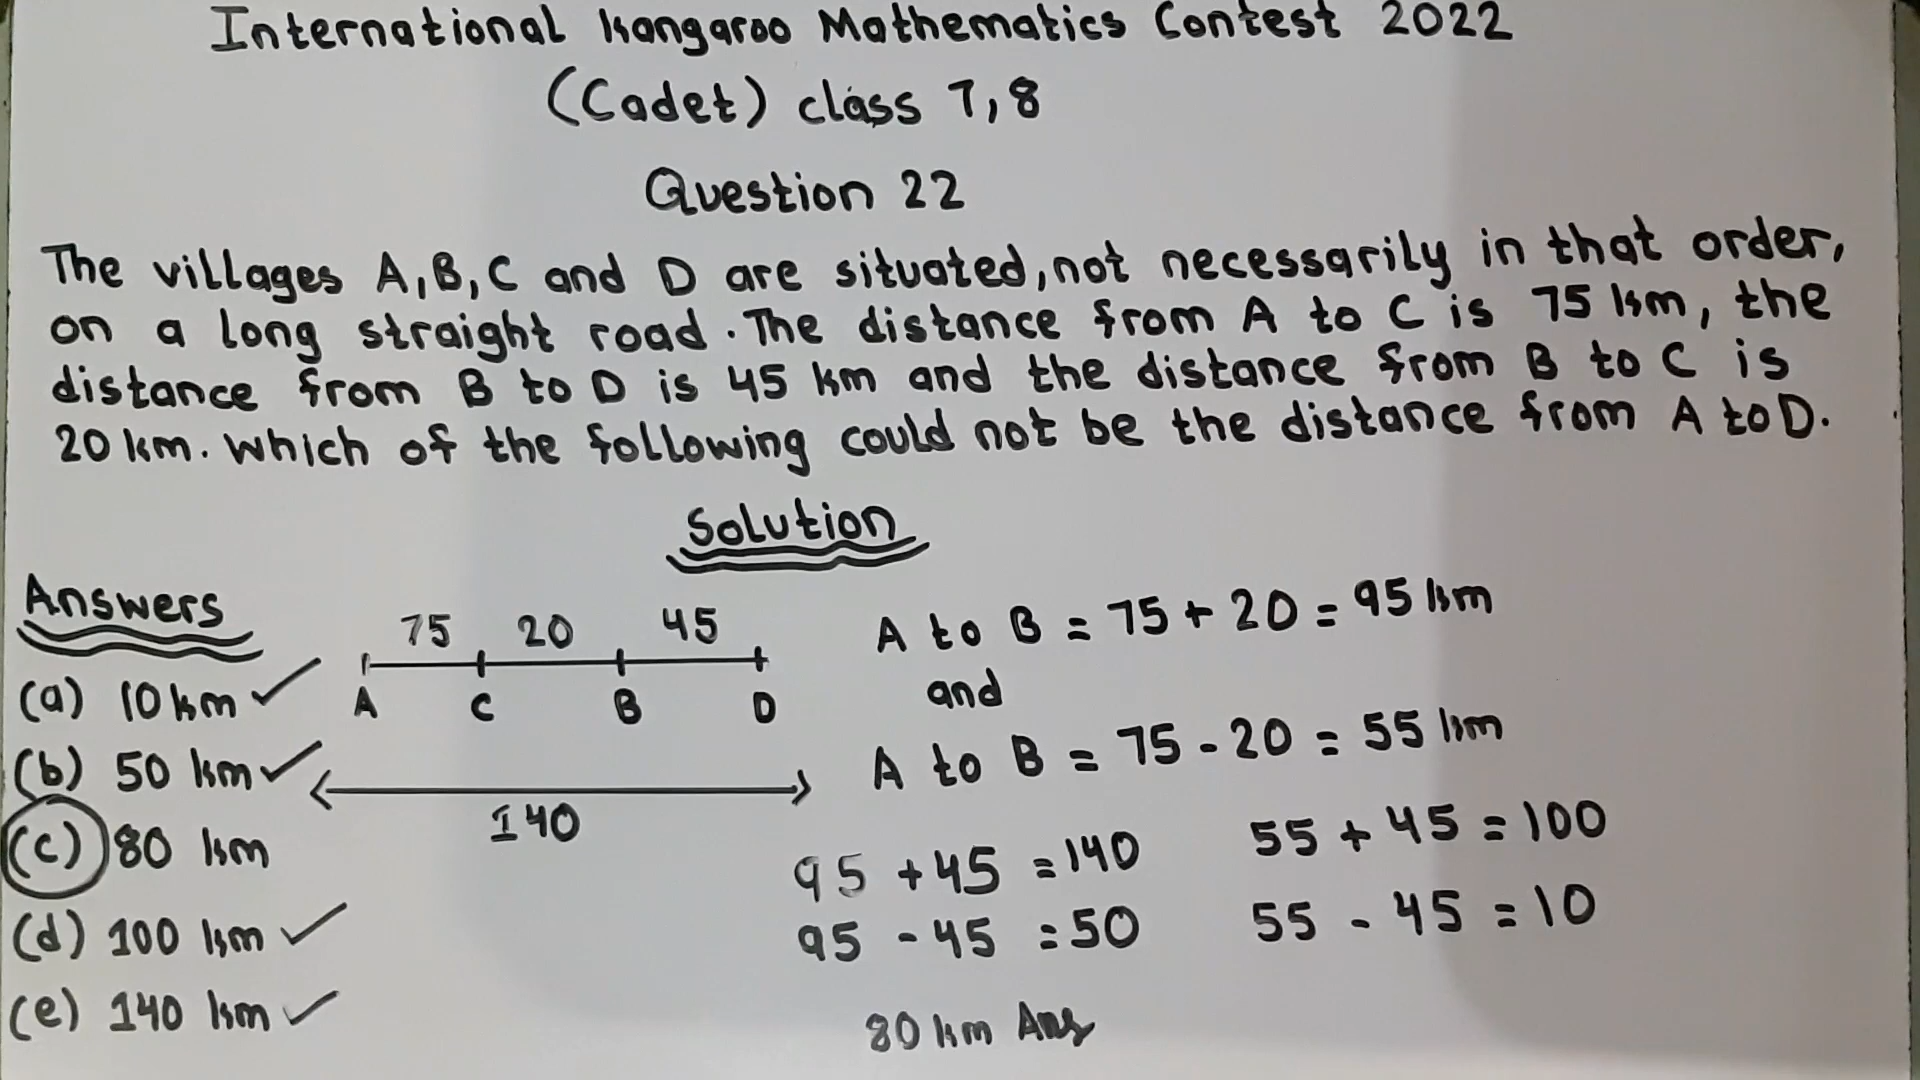 International Kangaroo Mathematics Contest 2022
(Cadet) class 7,8
Question 22
The villages A,B,C and D are situated,not necessarily in that order,
on a long straight road. The distance from A to C is 75 km, the
distance from B to D is 45 km and the distance from B to C is
20 km. Which of the following could not be the distance from A to D.
Solution
Answers
(a) 10 km ✓
(b) 50 km ✓
(c) 80 km
(d) 100 km ✓
(e) 140 km ✓
75 20 45
A C B D
140
A to B = 75 + 20 = 95 km
and
A to B = 75 - 20 = 55 km
95 + 45 = 140
95 - 45 = 50
55 + 45 = 100
55 - 45 = 10
80 km Ans